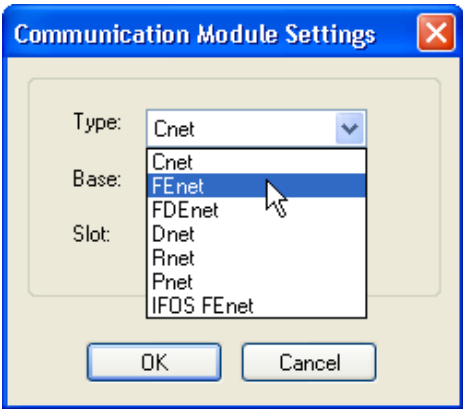 Communication Module Settings
Type: Cnet
Cnet
Base: FEnet
FDEnet
Slot: Dnet
Rnet
Pnet
IFOS FEnet
OK Cancel